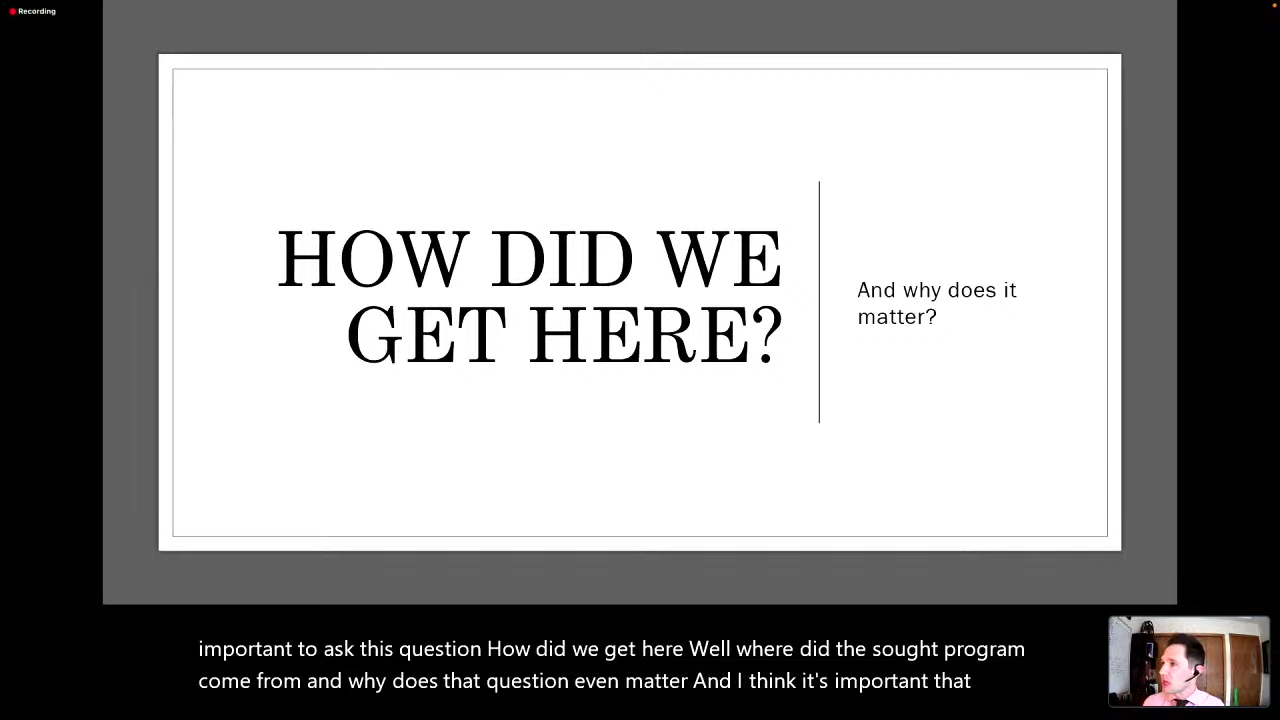 Recording
HOW DID WE
GET HERE?
And why does it
matter?
important to ask this question How did we get here Well where did the sought program
come from and why does that question even matter And I think it's important that